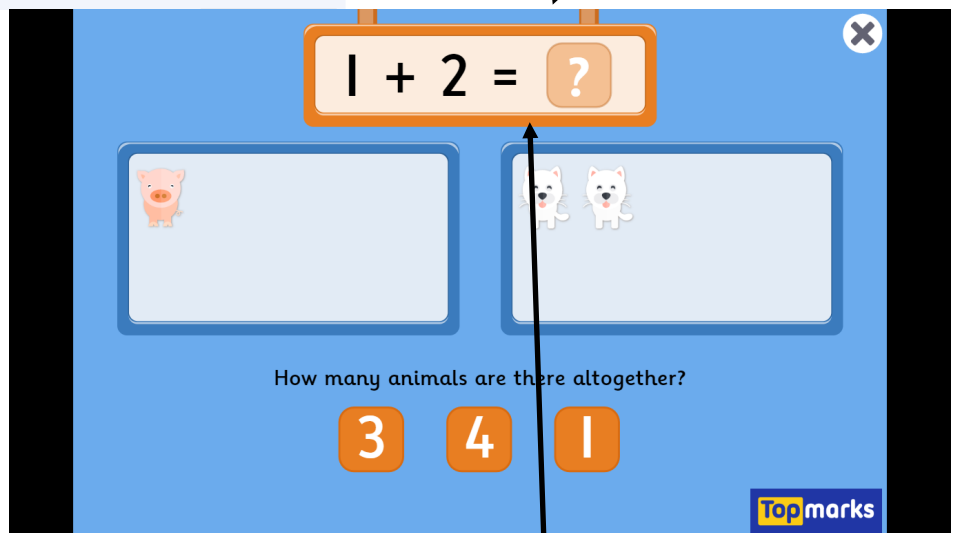 1 + 2 = ?
How many animals are there altogether?
3 4 1
Topmarks